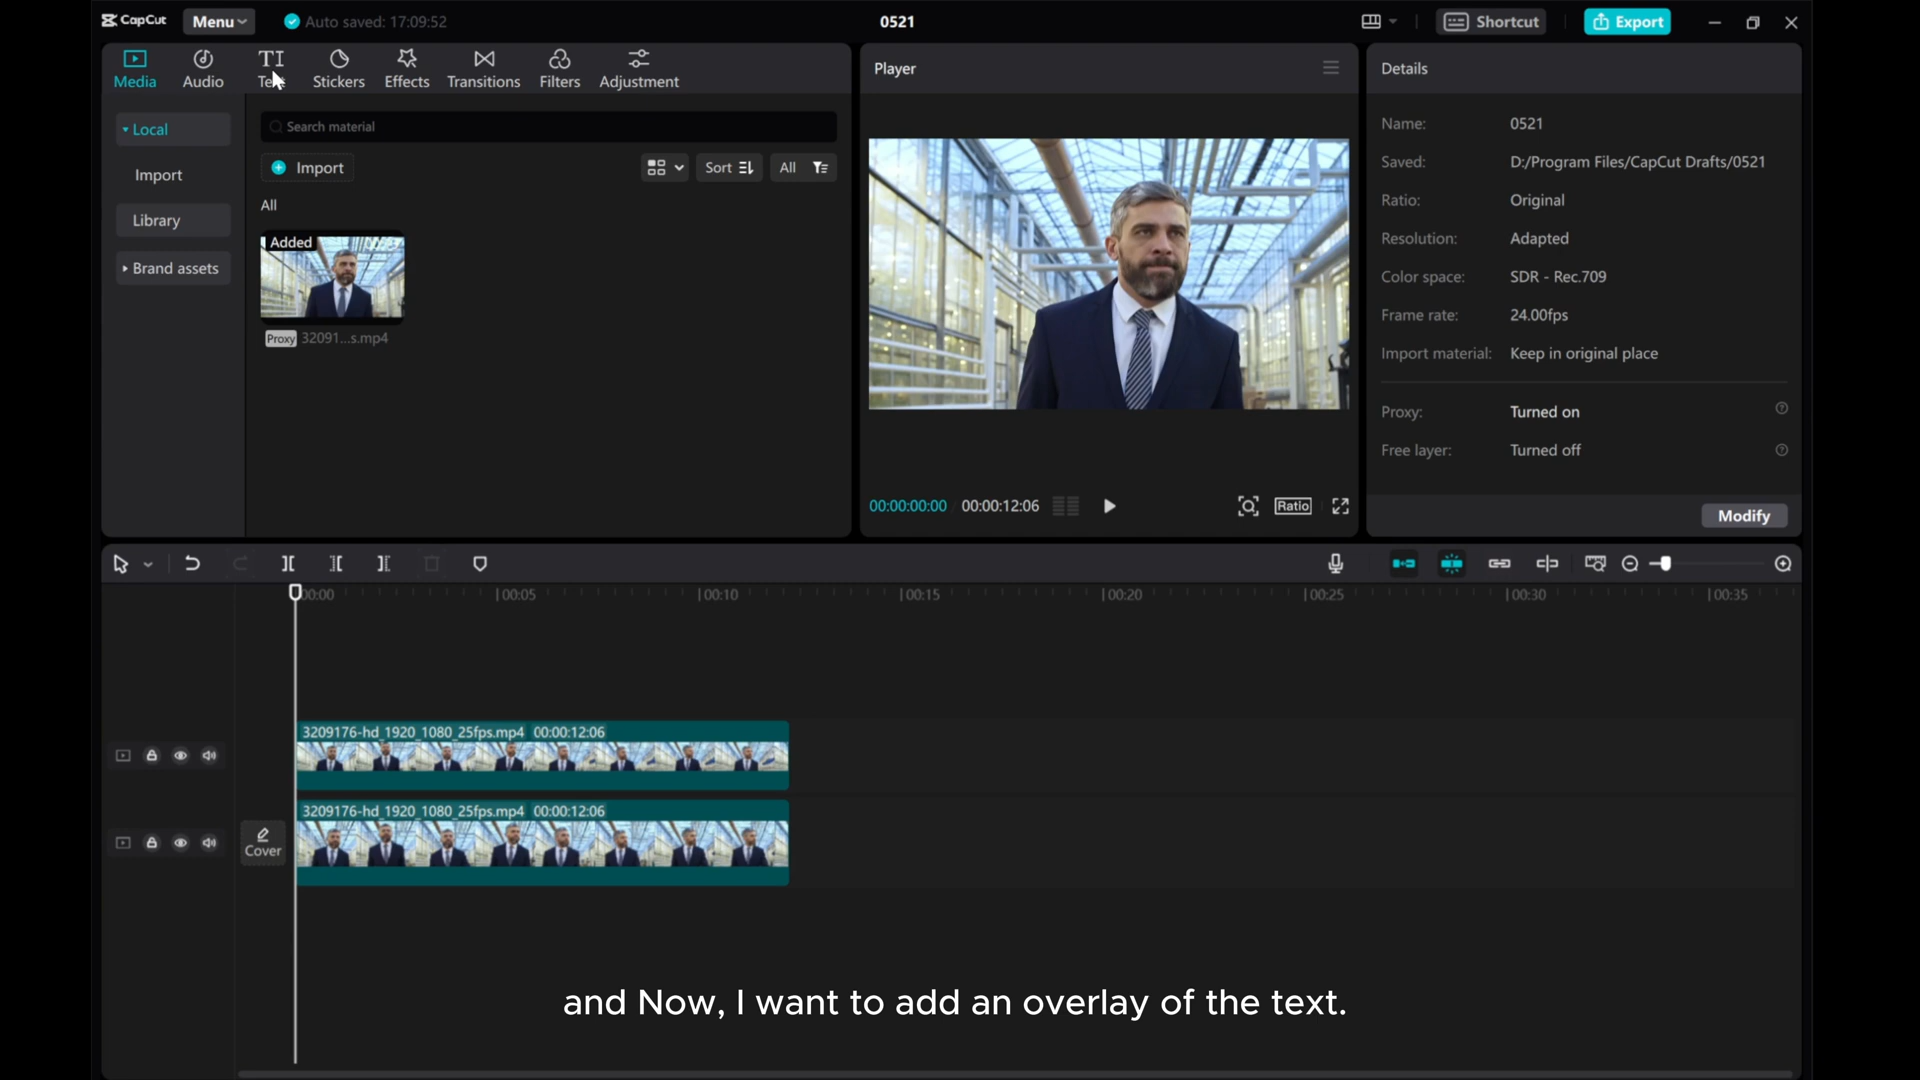 CapCut
Menu
Auto saved: 17:09:52
0521
Shortcut
Export
Media
Audio
Stickers
Effects
Transitions
Filters
Adjustment
Local
Import
Library
Brand assets
Search material
Import
Sort
All
All
Added
Proxy
32091...s.mp4
Player
00:00:00:00
00:00:12:06
Ratio
Details
Name:
0521
Saved:
D:/Program Files/CapCut Drafts/0521
Ratio:
Original
Resolution:
Adapted
Color space:
SDR - Rec.709
Frame rate:
24.00fps
Import material:
Keep in original place
Proxy:
Turned on
Free layer:
Turned off
Modify
00:00
00:05
00:10
00:15
00:20
00:25
00:30
00:35
3209176-hd_1920_1080_25fps.mp4 00:00:12:06
3209176-hd_1920_1080_25fps.mp4 00:00:12:06
Cover
and Now, I want to add an overlay of the text.